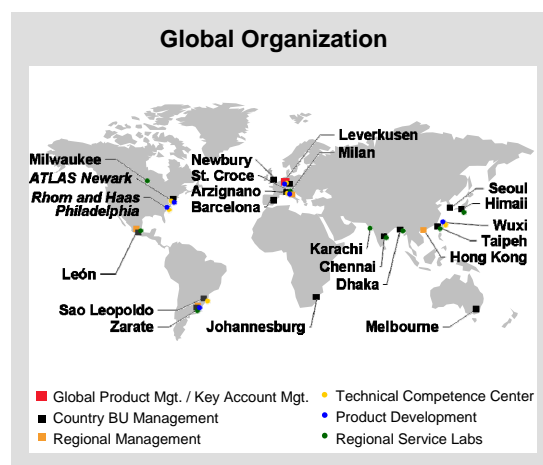 Global Organization
Leverkusen
Milwaukee
Newbury
Milan
ATLAS Newark
St. Croce
Rhom and Haas
Arzignano
Seoul
Philadelphia
Barcelona
Himaii
Wuxi
Karachi
Taipeh
León
Chennai
Hong Kong
Dhaka
Sao Leopoldo
Zarate
Johannesburg
Melbourne
Global Product Mgt. / Key Account Mgt.
Technical Competence Center
Country BU Management
Product Development
Regional Management
Regional Service Labs